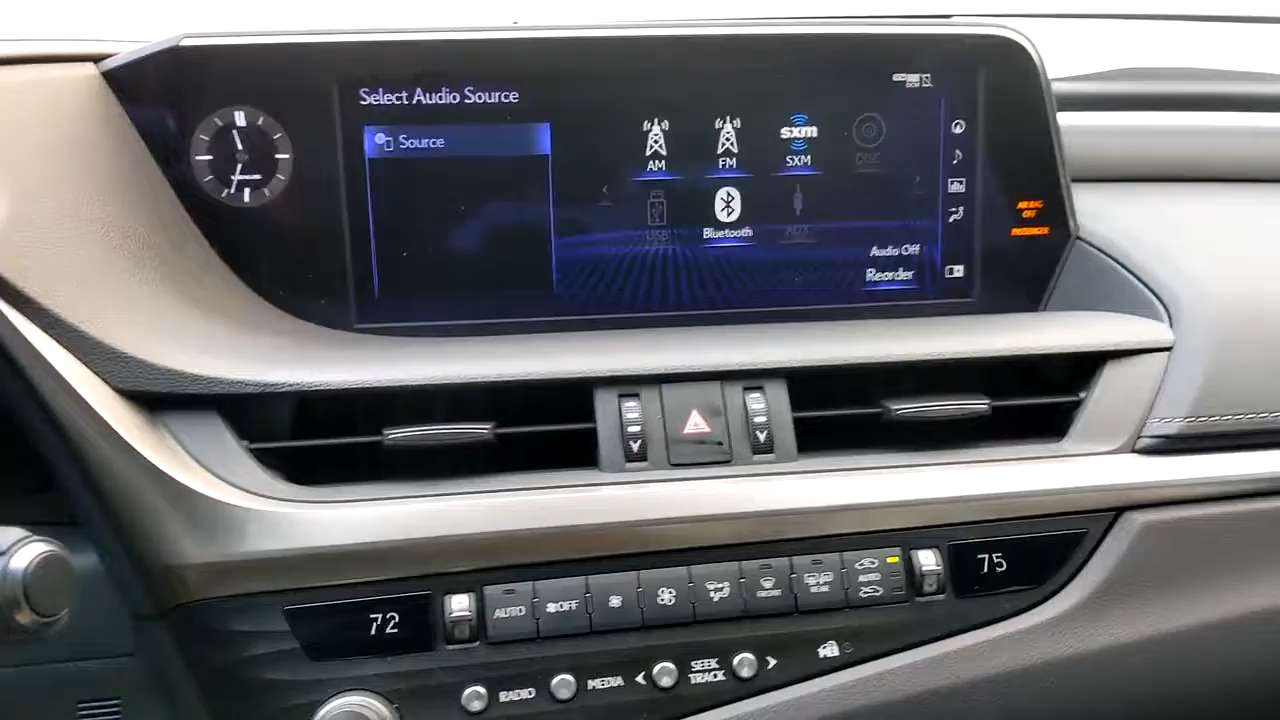 Select Audio Source
Source
AM
FM
sxm
SXM
DISC
USB
Bluetooth
AUX
Audio Off
Reorder
AIR BAG
OFF
PASSENGER
72
AUTO
OFF
FRONT
REAR
AUTO
75
RADIO
MEDIA
SEEK
TRACK